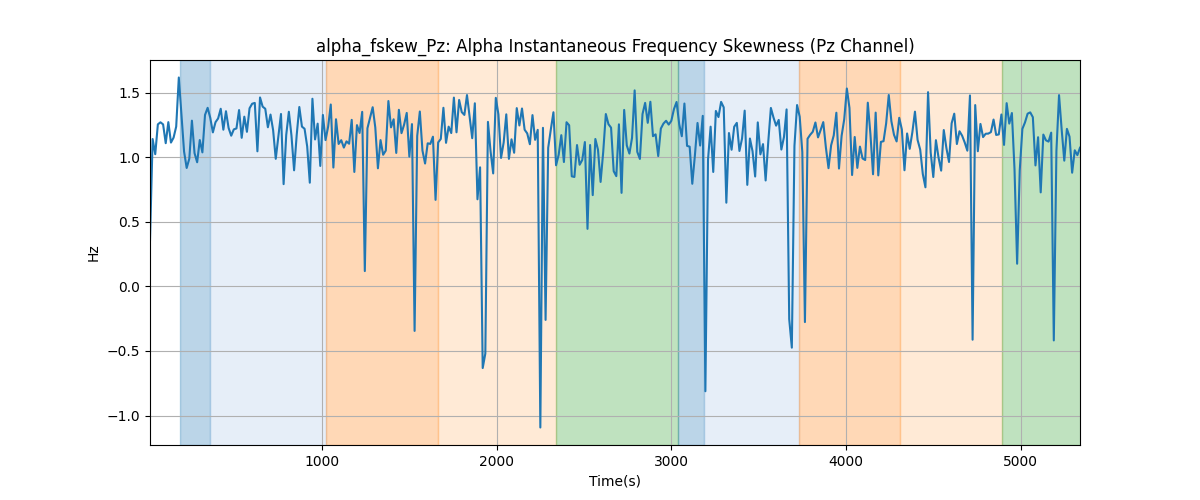 alpha_fskew_Pz: Alpha Instantaneous Frequency Skewness (Pz Channel)
1.5
1.0
0.5
0.0
−0.5
−1.0
Hz
1000 2000 3000 4000 5000
Time(s)